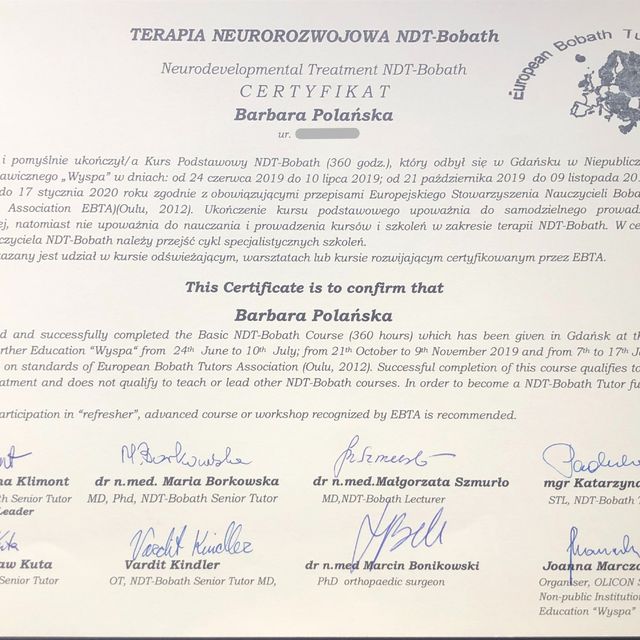 TERAPIA NEUROROZWOJOWA NDT-Bobath
European Bobath Tu
Neurodevelopmental Treatment NDT-Bobath
CERTYFIKAT
Barbara Polańska
ur.
i pomyślnie ukończył/a Kurs Podstawowy NDT-Bobath (360 godz.), który odbył się w Gdańsku w Niepublicz
awicznego „Wyspa" w dniach: od 24 czerwca 2019 do 10 lipca 2019; od 21 października 2019 do 09 listopada 20
do 17 stycznia 2020 roku zgodnie z obowiązującymi przepisami Europejskiego Stowarzyszenia Nauczycieli Boba
Association EBTA)(Oulu, 2012). Ukończenie kursu podstawowego upoważnia do samodzielnego prowad
ej, natomiast nie upoważnia do nauczania i prowadzenia kursów i szkoleń w zakresie terapii NDT-Bobath. W ce
czyciela NDT-Bobath należy przejść cykl specjalistycznych szkoleń.
azany jest udział w kursie odświeżającym, warsztatach lub kursie rozwijającym certyfikowanym przez EBTA.
This Certificate is to confirm that
Barbara Polańska
d and successfully completed the Basic NDT-Bobath Course (360 hours) which has been given in Gdańsk at th
rther Education "Wyspa" from 24th June to 10th July; from 21th October to 9th November 2019 and from 7th to 17th J
on standards of European Bobath Tutors Association (Oulu, 2012). Successful completion of this course qualifies to
atment and does not qualify to teach or lead other NDT-Bobath courses. In order to become a NDT-Bobath Tutor fu
articipation in "refresher", advanced course or workshop recognized by EBTA is recommended.
M. Borkowska
na Klimont dr n.med. Maria Borkowska dr n.med.Małgorzata Szmurło mgr Katarzyn
th Senior Tutor MD, Phd, NDT-Bobath Senior Tutor MD,NDT-Bobath Lecturer STL, NDT-Bobath T
Leader
Vardit Kindler
aw Kuta Vardit Kindler dr n.med Marcin Bonikowski Joanna Marcz
Senior Tutor OT, NDT-Bobath Senior Tutor MD, PhD orthopaedic surgeon Organiser, OLICON S
Non-public Institution
Education "Wyspa"